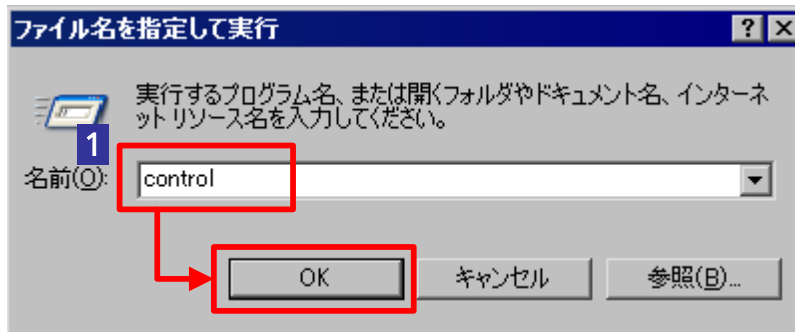 ファイル名を指定して実行
?
×
実行するプログラム名、または開くフォルダやドキュメント名、インターネ
ット リソース名を入力してください。
1
名前(O):
control
OK
キャンセル
参照(B)...